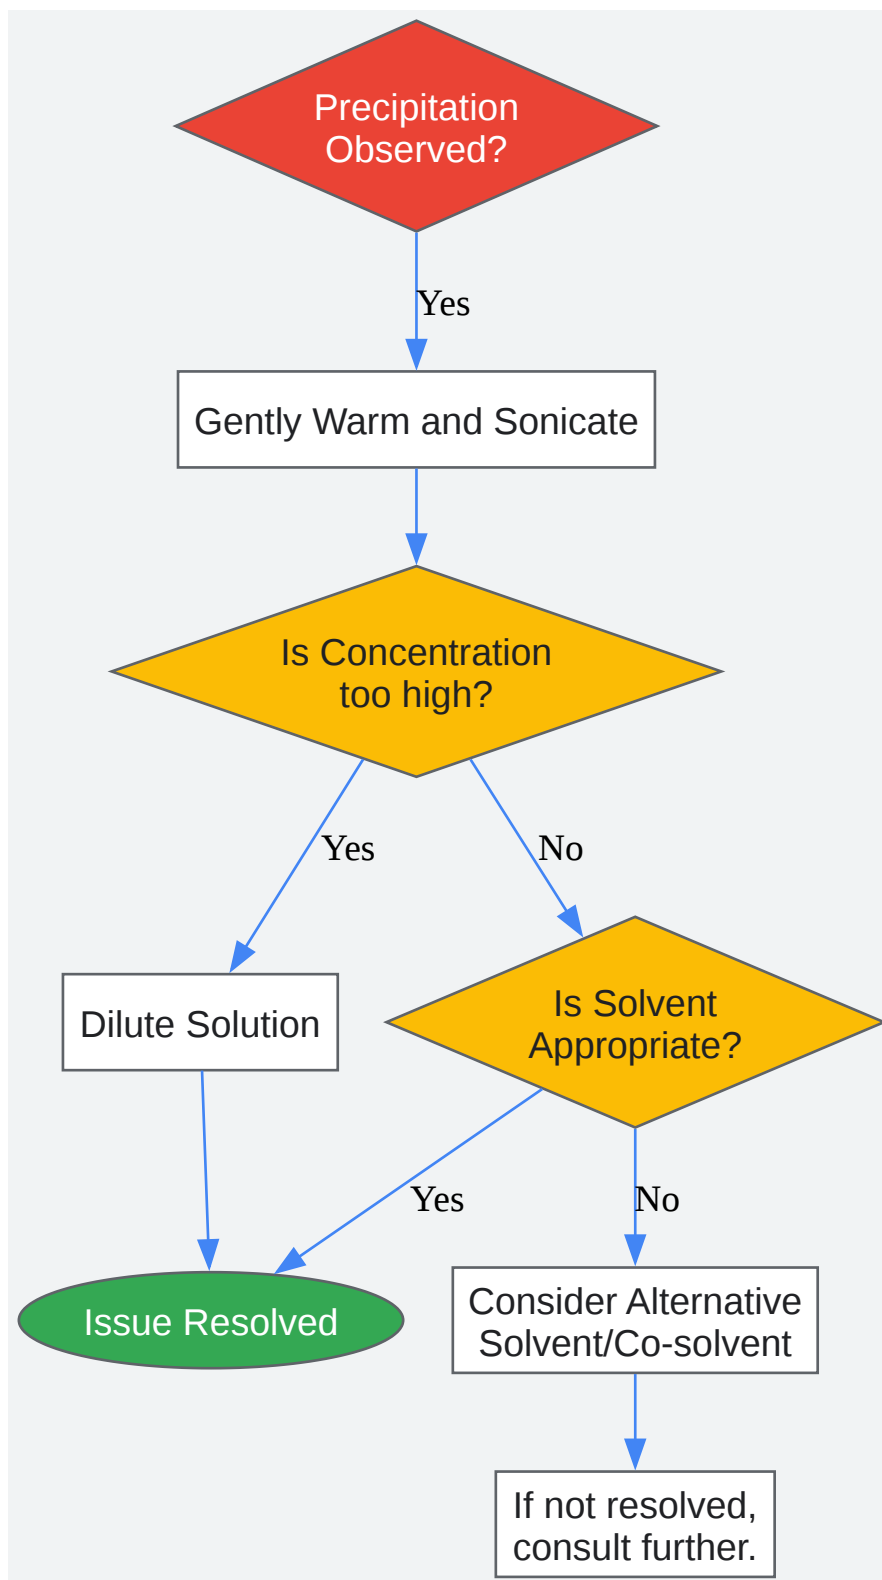 Precipitation
Observed?
Yes
Gently Warm and Sonicate
Is Concentration
too high?
Yes
No
Dilute Solution
Is Solvent
Appropriate?
Yes
No
Issue Resolved
Consider Alternative
Solvent/Co-solvent
If not resolved,
consult further.